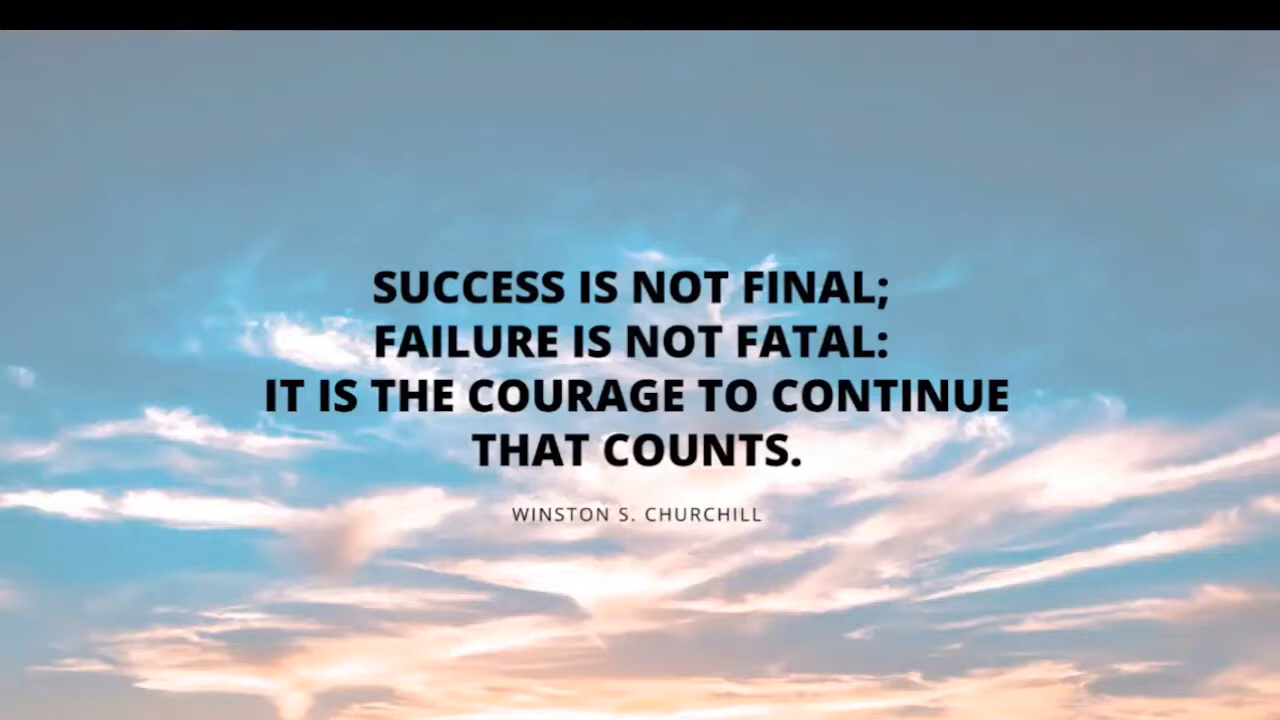 SUCCESS IS NOT FINAL;
FAILURE IS NOT FATAL:
IT IS THE COURAGE TO CONTINUE
THAT COUNTS.
WINSTON S. CHURCHILL